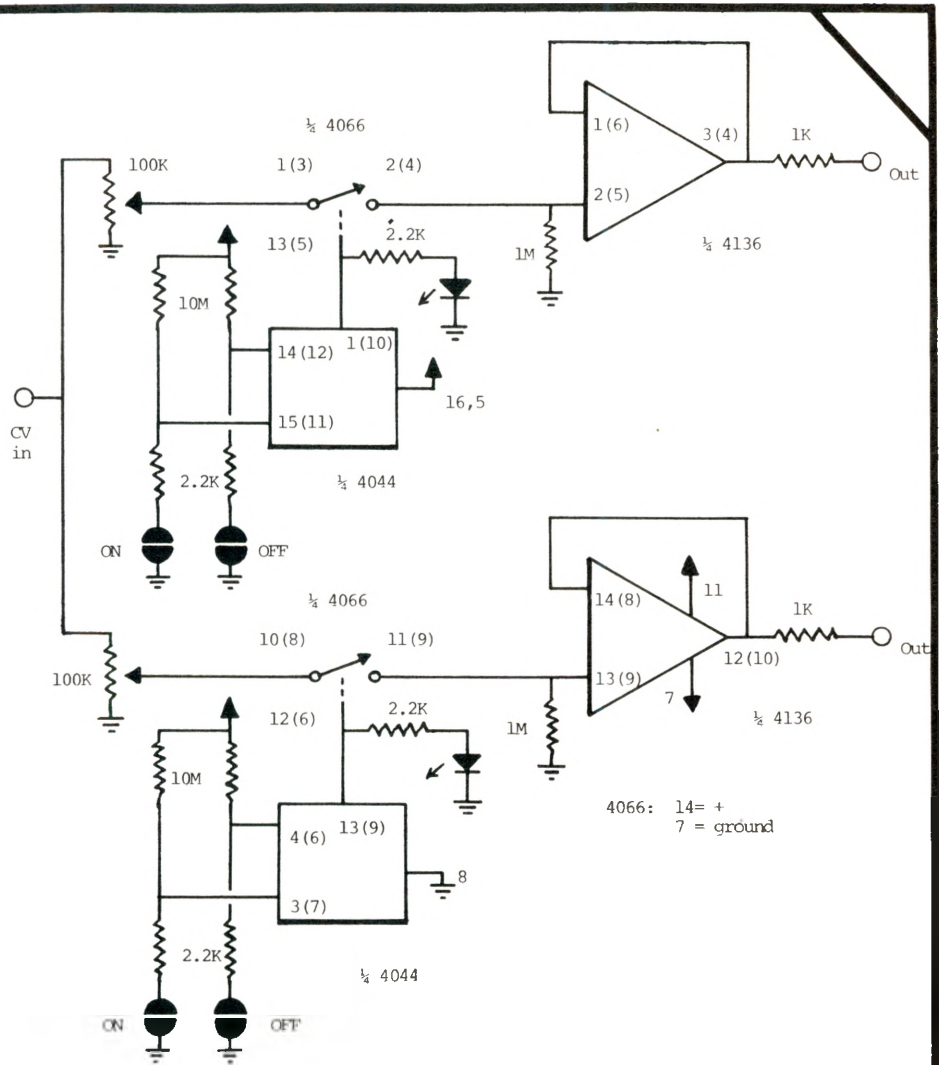 ¼ 4066
100K
1(3)
2(4)
13(5)
2.2K
1(6)
3(4)
2(5)
1K
Out
1M
¼ 4136
10M
14(12)
1(10)
15(11)
16,5
CV
in
2.2K
¼ 4044
ON
OFF
¼ 4066
100K
10(8)
11(9)
12(6)
2.2K
14(8)
11
13(9)
7
12(10)
1K
Out
1M
¼ 4136
10M
4(6)
13(9)
3(7)
8
4066: 14= +
7 = ground
2.2K
¼ 4044
ON
OFF